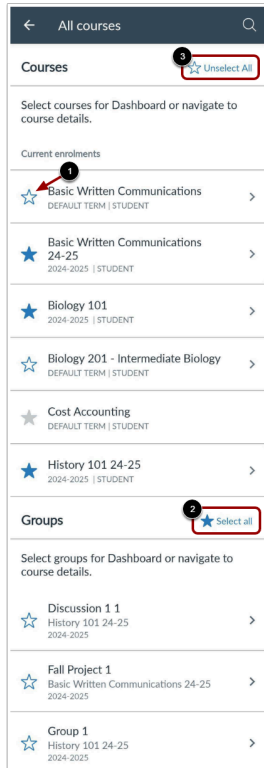 All courses
3
Courses
Unselect All
Select courses for Dashboard or navigate to
course details.
Current enrolments
1
Basic Written Communications
DEFAULT TERM | STUDENT
Basic Written Communications
24-25
2024-2025 | STUDENT
Biology 101
2024-2025 | STUDENT
Biology 201 - Intermediate Biology
DEFAULT TERM | STUDENT
Cost Accounting
DEFAULT TERM | STUDENT
History 101 24-25
2024-2025 | STUDENT
2
Groups
Select all
Select groups for Dashboard or navigate to
course details.
Discussion 1 1
History 101 24-25
2024-2025
Fall Project 1
Basic Written Communications 24-25
2024-2025
Group 1
History 101 24-25
2024-2025